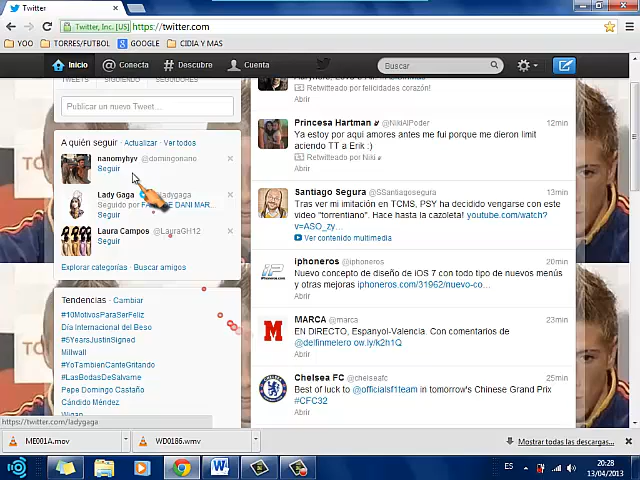 Twitter
Twitter, Inc. [US] https://twitter.com
YOO TORRES/FUTBOL GOOGLE CIDIA Y MAS
Inicio Conecta Descubre Cuenta Buscar
TWEETS SIGUIENDO SEGUIDORES
Publicar un nuevo Tweet...
A quién seguir · Actualizar · Ver todos
nanomyhyv @damingonano
Seguir
Lady Gaga ladygaga
Seguido por DANI MAR...
Seguir
Laura Campos @LauraGH12
Seguir
Explorar categorías · Buscar amigos
Tendencias · Cambiar
#10MotivosParaSerFeliz
Día Internacional del Beso
#5YearsJustinSigned
Millwall
#YoTambienCanteGritando
#LasBodasDeSalvame
Pepe Domingo Castaño
Cándido Méndez
Wigan
Retwitteado por felicidades corazón!
Abrir
Princesa Hartman @NikiAlPoker 12min
Ya estoy por aqui amores antes me fui porque me dieron limit
aciendo TT a Erik :)
Retwitteado por Niki
Abrir
Santiago Segura @SSantiagosegura 13min
Tras ver mi imitación en TCMS, PSY ha decidido vengarse con este
video "torrentiano". Hace hasta la cazoleta! youtube.com/watch?
v=ASO_zy...
Ver contenido multimedia
iphoneros @iphoneros 20min
Nuevo concepto de diseño de iOS 7 con todo tipo de nuevos menús
y otras mejoras iphoneros.com/31962/nuevo-co...
Abrir
MARCA @marca 23min
EN DIRECTO, Espanyol-Valencia. Con comentarios de
@delfinmelero ow.ly/k2h1Q
Abrir
Chelsea FC @chelseafc 25min
Best of luck to @officialsf1team in tomorrow's Chinese Grand Prix
#CFC32
Abrir
https://twitter.com/ladygaga
ME001A.mov WD0186.wmv Mostrar todas las descargas...
ES 20:28
13/04/2013